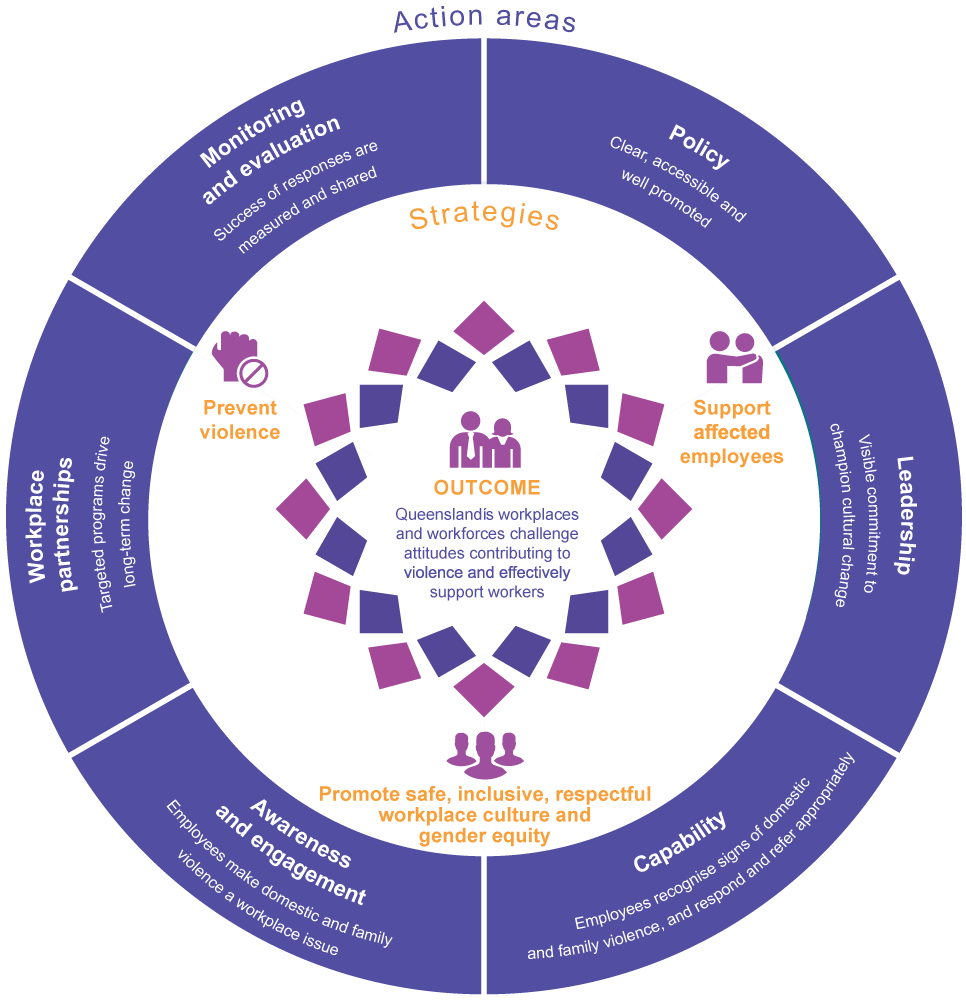 Action areas
Policy
Clear, accessible and
well promoted
Leadership
Visible commitment to
champion cultural change
Capability
Employees recognise signs of domestic
and family violence, and respond and refer appropriately
Awareness
and engagement
Employees make domestic and family
violence a workplace issue
Workplace
partnerships
Targeted programs drive
long-term change
Monitoring
and evaluation
Success of responses are
measured and shared
Strategies
Prevent
violence
Support
affected
employees
Promote safe, inclusive, respectful
workplace culture and
gender equity
OUTCOME
Queenslandis workplaces
and workforces challenge
attitudes contributing to
violence and effectively
support workers